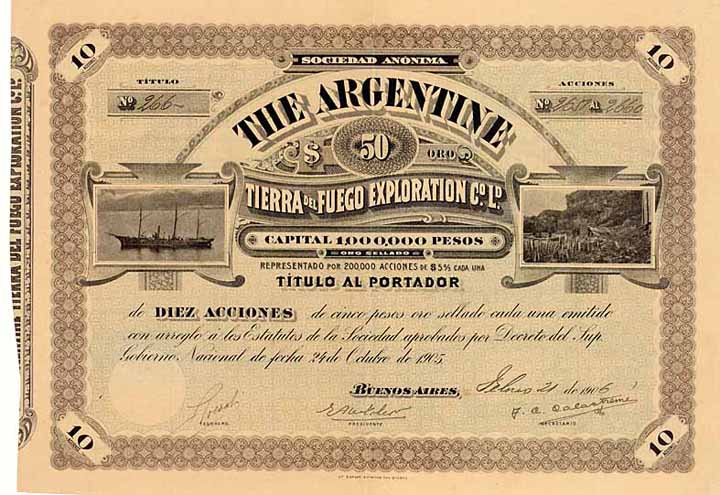 10
10
SOCIEDAD ANÓNIMA
TÍTULO
ACCIONES
Nº 266
Nº 2651 A 2660
THE ARGENTINE
$ 50 ORO
TIERRA DEL FUEGO EXPLORATION Cº. Lº.
CAPITAL 1,000,000 PESOS
ORO SELLADO
REPRESENTADO POR 200.000 ACCIONES DE $ 5 % CADA UNA
TÍTULO AL PORTADOR
de DIEZ ACCIONES de cinco pesos oro sellado cada una emitido
con arreglo á los Estatutos de la Sociedad aprobados por Decreto del Sup.
Gobierno Nacional de fecha 24 de Octubre de 1905.
BUENOS AIRES, Febrero 21 de 1906
TESORERO
PRESIDENTE
SECRETARIO
10
10
TIERRA DEL FUEGO EXPLORATION Cº. Lº.